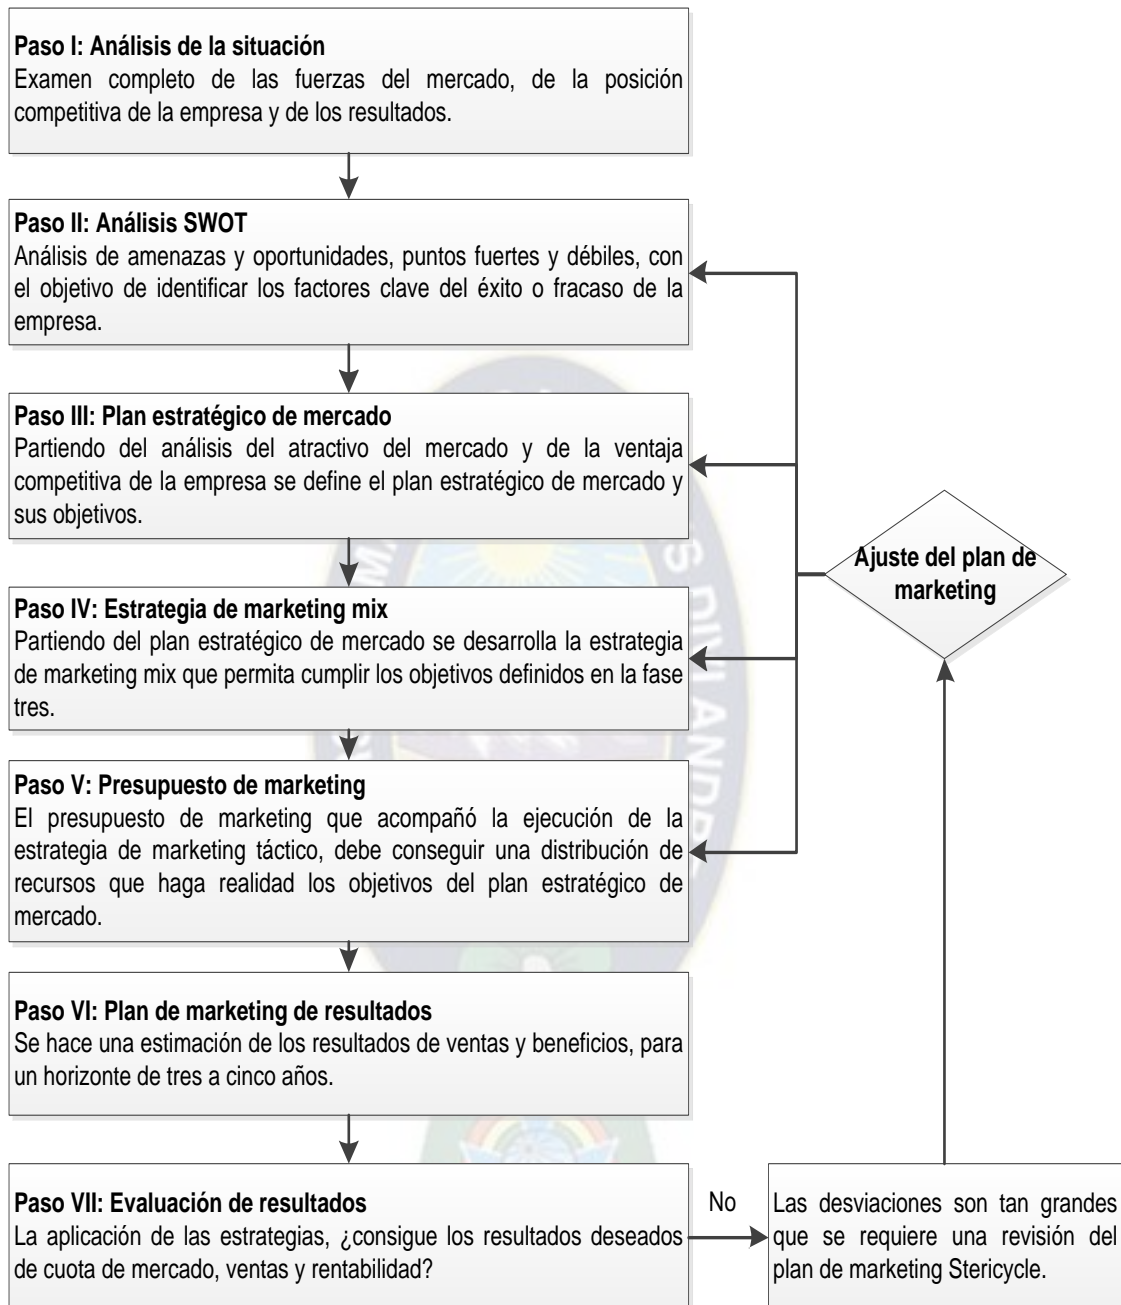 Paso I: Análisis de la situación
Examen completo de las fuerzas del mercado, de la posición
competitiva de la empresa y de los resultados.
Paso II: Análisis SWOT
Análisis de amenazas y oportunidades, puntos fuertes y débiles, con
el objetivo de identificar los factores clave del éxito o fracaso de la
empresa.
Paso III: Plan estratégico de mercado
Partiendo del análisis del atractivo del mercado y de la ventaja
competitiva de la empresa se define el plan estratégico de mercado y
sus objetivos.
Ajuste del plan de
marketing
Paso IV: Estrategia de marketing mix
Partiendo del plan estratégico de mercado se desarrolla la estrategia
de marketing mix que permita cumplir los objetivos definidos en la fase
tres.
Paso V: Presupuesto de marketing
El presupuesto de marketing que acompañó la ejecución de la
estrategia de marketing táctico, debe conseguir una distribución de
recursos que haga realidad los objetivos del plan estratégico de
mercado.
Paso VI: Plan de marketing de resultados
Se hace una estimación de los resultados de ventas y beneficios, para
un horizonte de tres a cinco años.
Paso VII: Evaluación de resultados
La aplicación de las estrategias, ¿consigue los resultados deseados
de cuota de mercado, ventas y rentabilidad?
No
Las desviaciones son tan grandes
que se requiere una revisión del
plan de marketing Stericycle.